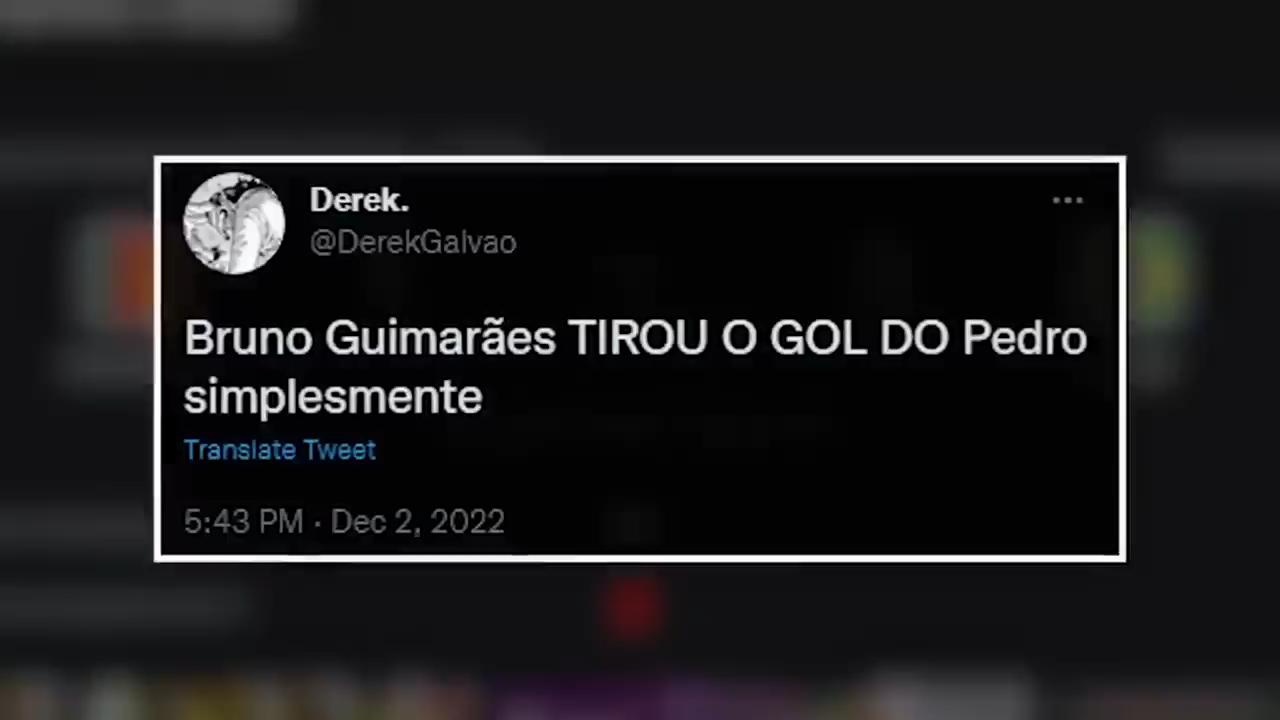 Derek.
@DerekGalvao
Bruno Guimarães TIROU O GOL DO Pedro
simplesmente
Translate Tweet
5:43 PM · Dec 2, 2022